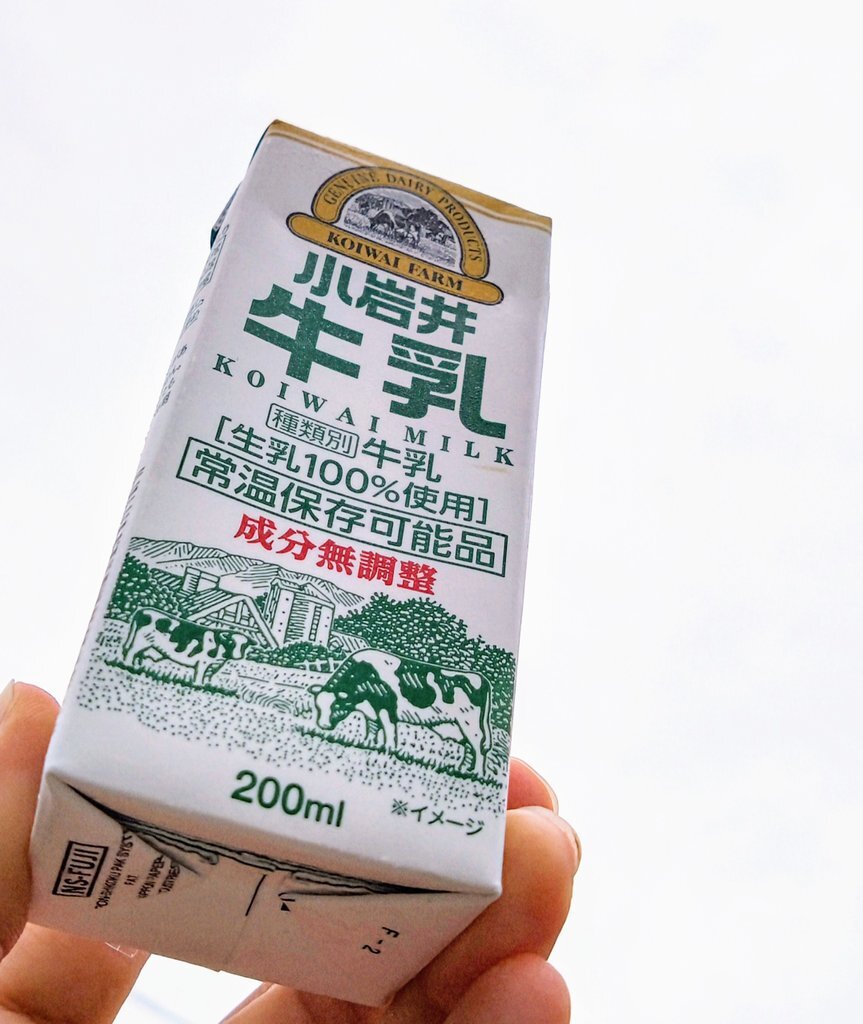 GENUINE DAIRY PRODUCTS
KOIWAI FARM
小岩井
牛乳
KOIWAI MILK
種類別 牛乳
[生乳100%使用]
常温保存可能品
成分無調整
200ml
※イメージ
NS-FUJI
F-2